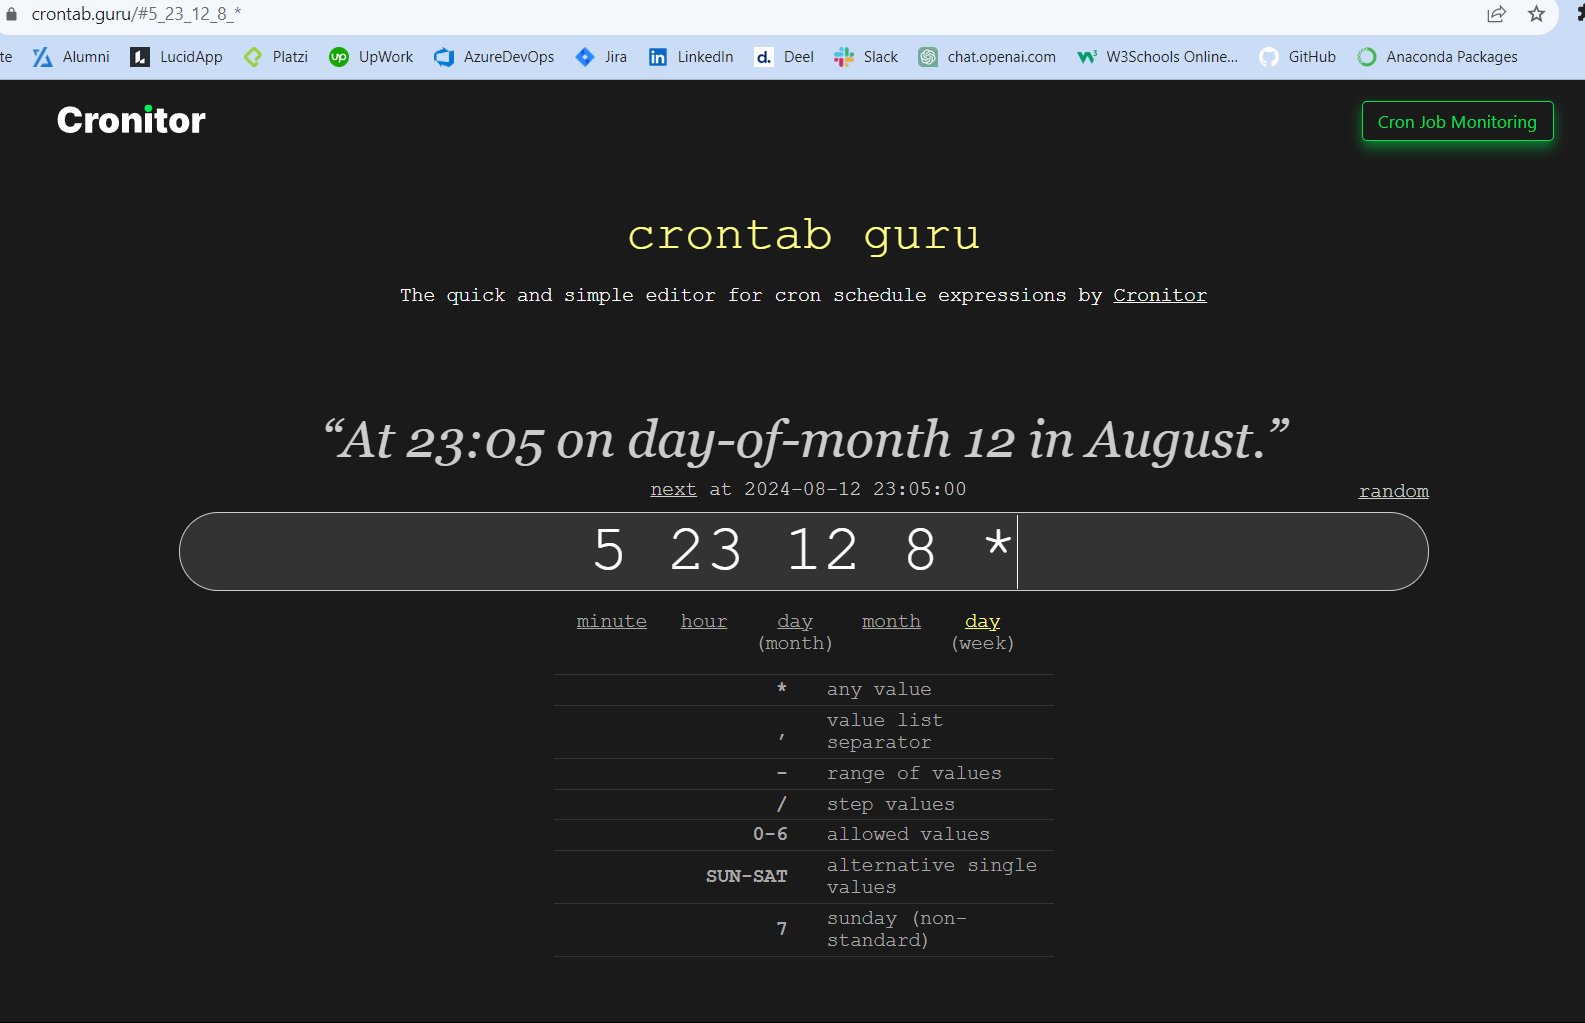 crontab.guru/#5_23_12_8_*
te Alumni LucidApp Platzi UpWork AzureDevOps Jira LinkedIn Deel Slack chat.openai.com W3Schools Online... GitHub Anaconda Packages
Cronitor
Cron Job Monitoring
crontab guru
The quick and simple editor for cron schedule expressions by Cronitor
“At 23:05 on day-of-month 12 in August.”
next at 2024-08-12 23:05:00
random
5 23 12 8 *
minute hour day month day
(month) (week)
* any value
, value list
separator
- range of values
/ step values
0-6 allowed values
SUN-SAT alternative single
values
7 sunday (non-
standard)